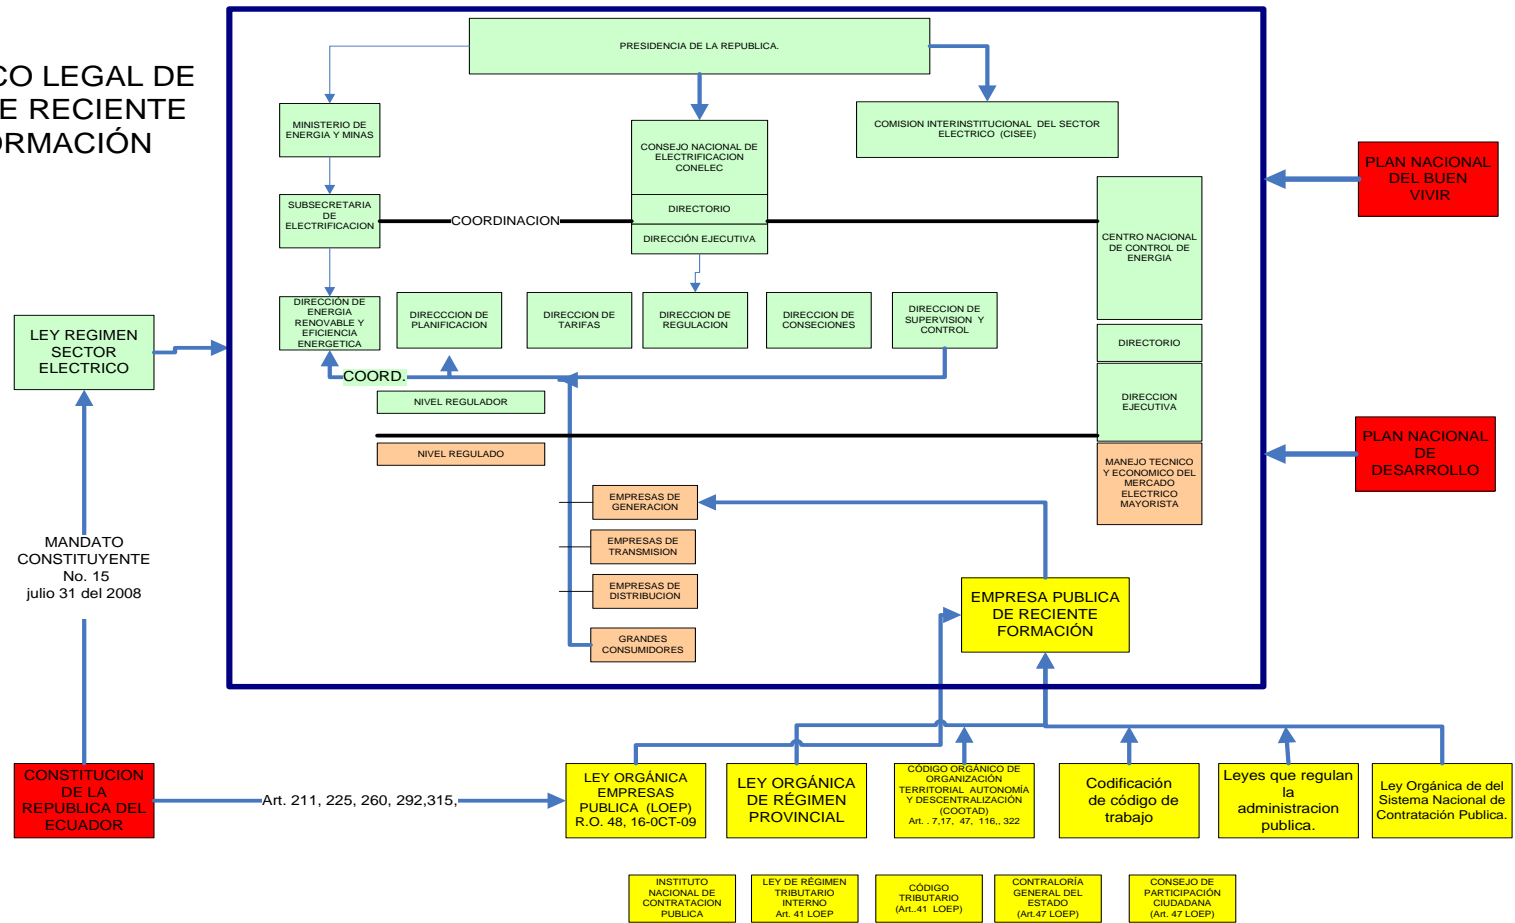 CO LEGAL DE
E RECIENTE
ORMACIÓN
PRESIDENCIA DE LA REPUBLICA.
MINISTERIO DE
ENERGIA Y MINAS
CONSEJO NACIONAL DE
ELECTRIFICACION
CONELEC
COMISION INTERINSTITUCIONAL DEL SECTOR
ELECTRICO (CISEE)
PLAN NACIONAL
DEL BUEN
VIVIR
SUBSECRETARIA
DE
ELECTRIFICACION
COORDINACION
DIRECTORIO
DIRECCIÓN EJECUTIVA
CENTRO NACIONAL
DE CONTROL DE
ENERGIA
DIRECCIÓN DE
ENERGIA
RENOVABLE Y
EFICIENCIA
ENERGETICA
DIRECCCION DE
PLANIFICACION
DIRECCION DE
TARIFAS
DIRECCION DE
REGULACION
DIRECCION DE
CONSECIONES
DIRECCION DE
SUPERVISION Y
CONTROL
DIRECTORIO
LEY REGIMEN
SECTOR
ELECTRICO
COORD.
NIVEL REGULADOR
DIRECCION
EJECUTIVA
NIVEL REGULADO
MANEJO TECNICO
Y ECONOMICO DEL
MERCADO
ELECTRICO
MAYORISTA
PLAN NACIONAL
DE
DESARROLLO
EMPRESAS DE
GENERACION
EMPRESAS DE
TRANSMISION
EMPRESAS DE
DISTRIBUCION
GRANDES
CONSUMIDORES
MANDATO
CONSTITUYENTE
No. 15
julio 31 del 2008
EMPRESA PUBLICA
DE RECIENTE
FORMACIÓN
CONSTITUCION
DE LA
REPUBLICA DEL
ECUADOR
Art. 211, 225, 260, 292,315,
LEY ORGÁNICA
EMPRESAS
PUBLICA (LOEP)
R.O. 48, 16-0CT-09
LEY ORGÁNICA
DE RÉGIMEN
PROVINCIAL
CÓDIGO ORGÁNICO DE
ORGANIZACIÓN
TERRITORIAL AUTONOMÍA
Y DESCENTRALIZACIÓN
(COOTAD)
Art. . 7,17, 47, 116,, 322
Codificación
de código de
trabajo
Leyes que regulan
la
administracion
publica.
Ley Orgánica de del
Sistema Nacional de
Contratación Publica.
INSTITUTO
NACIONAL DE
CONTRATACION
PUBLICA
LEY DE RÉGIMEN
TRIBUTARIO
INTERNO
Art. 41 LOEP
CÓDIGO
TRIBUTARIO
(Art..41 LOEP)
CONTRALORÍA
GENERAL DEL
ESTADO
(Art.47 LOEP)
CONSEJO DE
PARTICIPACIÓN
CIUDADANA
(Art. 47 LOEP)